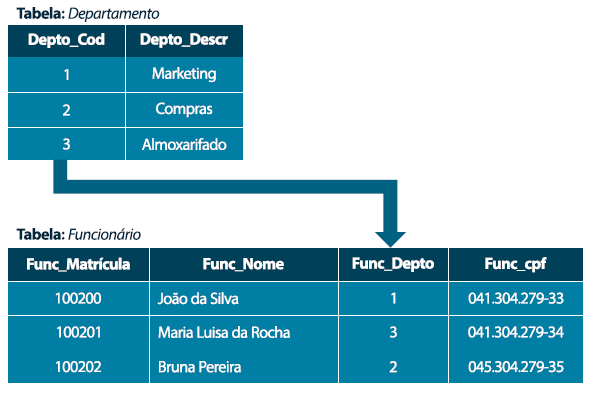 Tabela: Departamento
Depto_Cod Depto_Descr
1 Marketing
2 Compras
3 Almoxarifado
Tabela: Funcionário
Func_Matrícula Func_Nome Func_Depto Func_cpf
100200 João da Silva 1 041.304.279-33
100201 Maria Luisa da Rocha 3 041.304.279-34
100202 Bruna Pereira 2 045.304.279-35